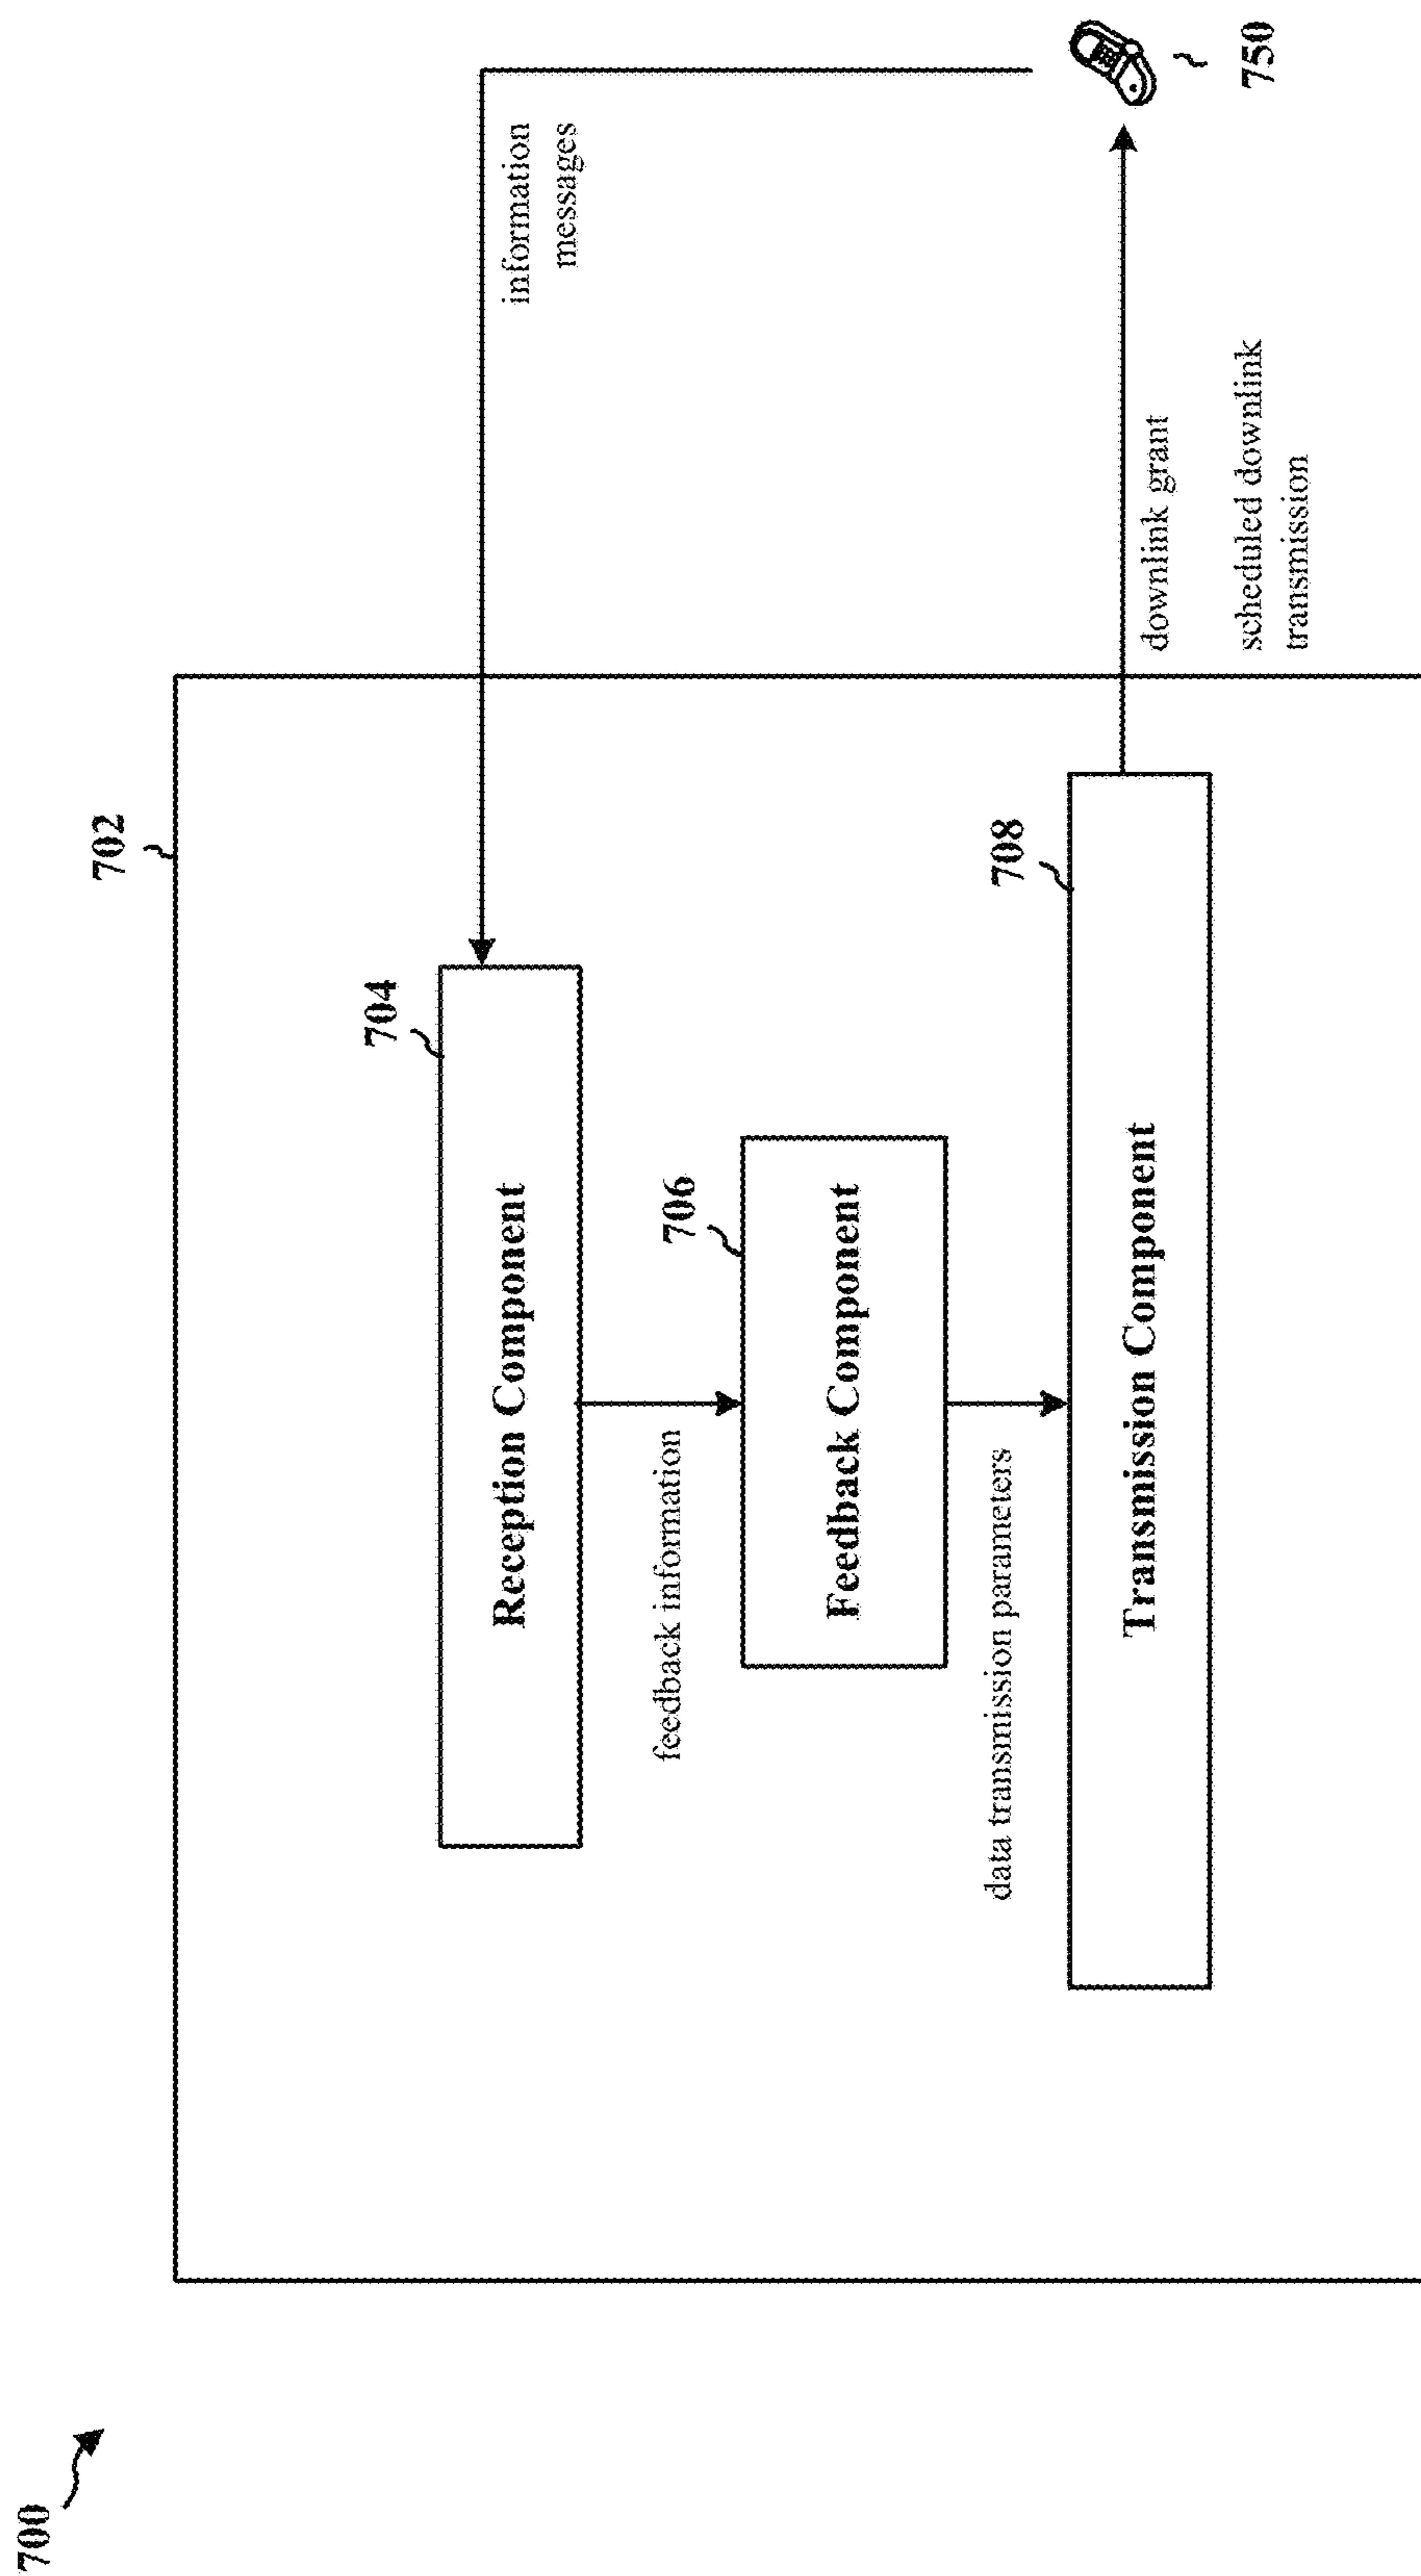 700
702
704
Reception Component
information
messages
feedback information
706
Feedback Component
data transmission parameters
708
Transmission Component
downlink grant
scheduled downlink
transmission
750